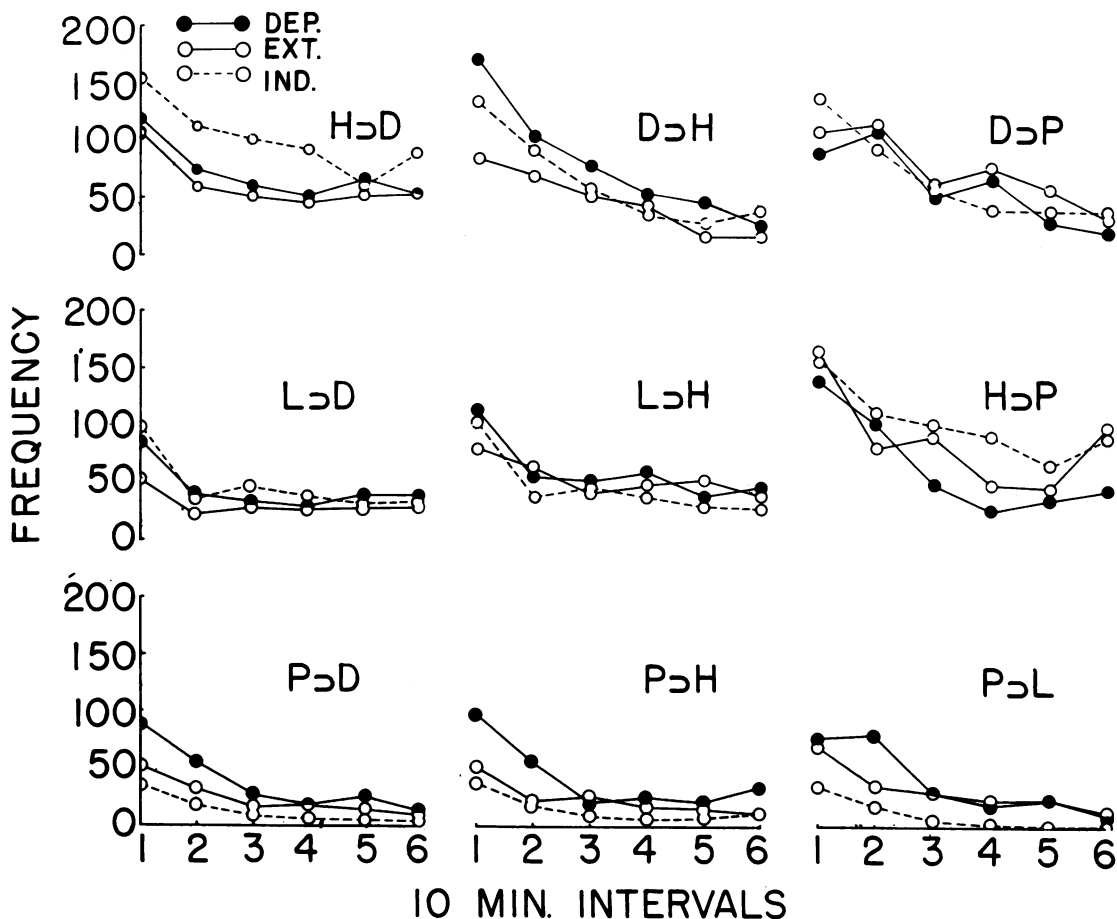 DEP.
EXT.
IND.
200
150
100
50
0
H⊃D
D⊃H
D⊃P
FREQUENCY
200
150
100
50
0
L⊃D
L⊃H
H⊃P
200
150
100
50
0
P⊃D
P⊃H
P⊃L
1 2 3 4 5 6
1 2 3 4 5 6
1 2 3 4 5 6
10 MIN. INTERVALS